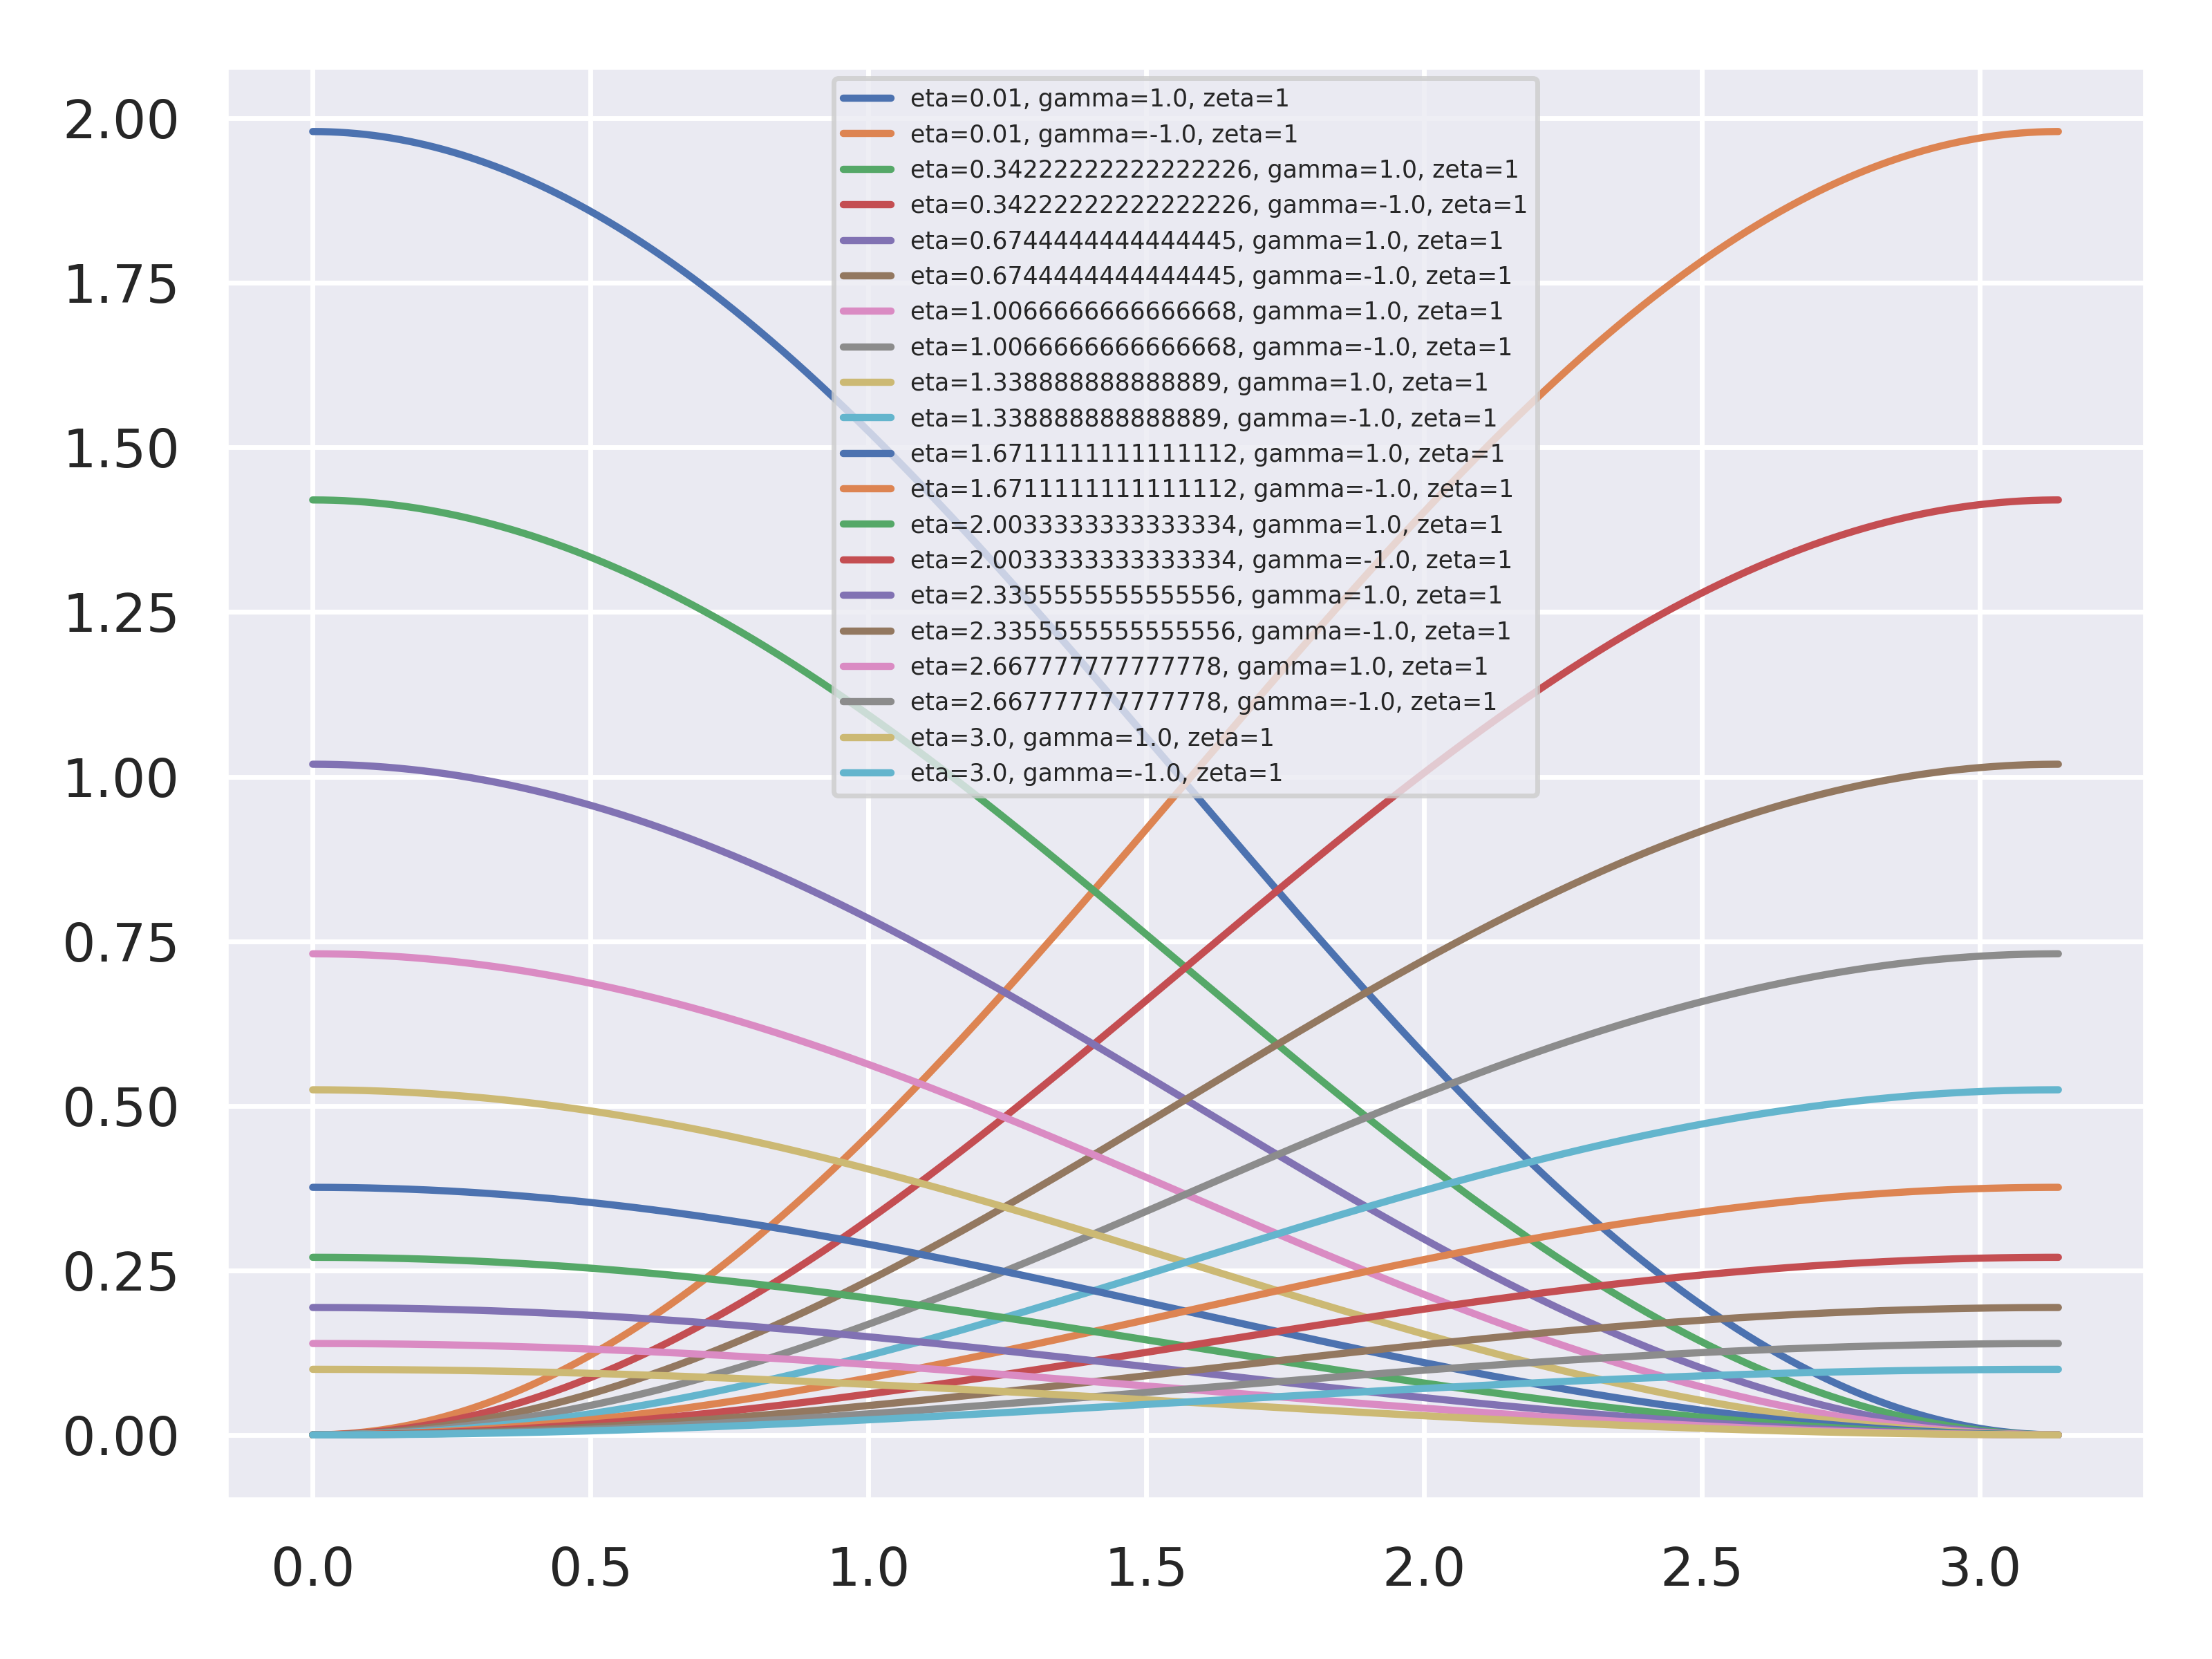 2.00
1.75
1.50
1.25
1.00
0.75
0.50
0.25
0.00
eta=0.01, gamma=1.0, zeta=1
eta=0.01, gamma=-1.0, zeta=1
eta=0.34222222222222226, gamma=1.0, zeta=1
eta=0.34222222222222226, gamma=-1.0, zeta=1
eta=0.6744444444444445, gamma=1.0, zeta=1
eta=0.6744444444444445, gamma=-1.0, zeta=1
eta=1.0066666666666668, gamma=1.0, zeta=1
eta=1.0066666666666668, gamma=-1.0, zeta=1
eta=1.338888888888889, gamma=1.0, zeta=1
eta=1.338888888888889, gamma=-1.0, zeta=1
eta=1.6711111111111112, gamma=1.0, zeta=1
eta=1.6711111111111112, gamma=-1.0, zeta=1
eta=2.0033333333333334, gamma=1.0, zeta=1
eta=2.0033333333333334, gamma=-1.0, zeta=1
eta=2.3355555555555556, gamma=1.0, zeta=1
eta=2.3355555555555556, gamma=-1.0, zeta=1
eta=2.667777777777778, gamma=1.0, zeta=1
eta=2.667777777777778, gamma=-1.0, zeta=1
eta=3.0, gamma=1.0, zeta=1
eta=3.0, gamma=-1.0, zeta=1
0.0 0.5 1.0 1.5 2.0 2.5 3.0